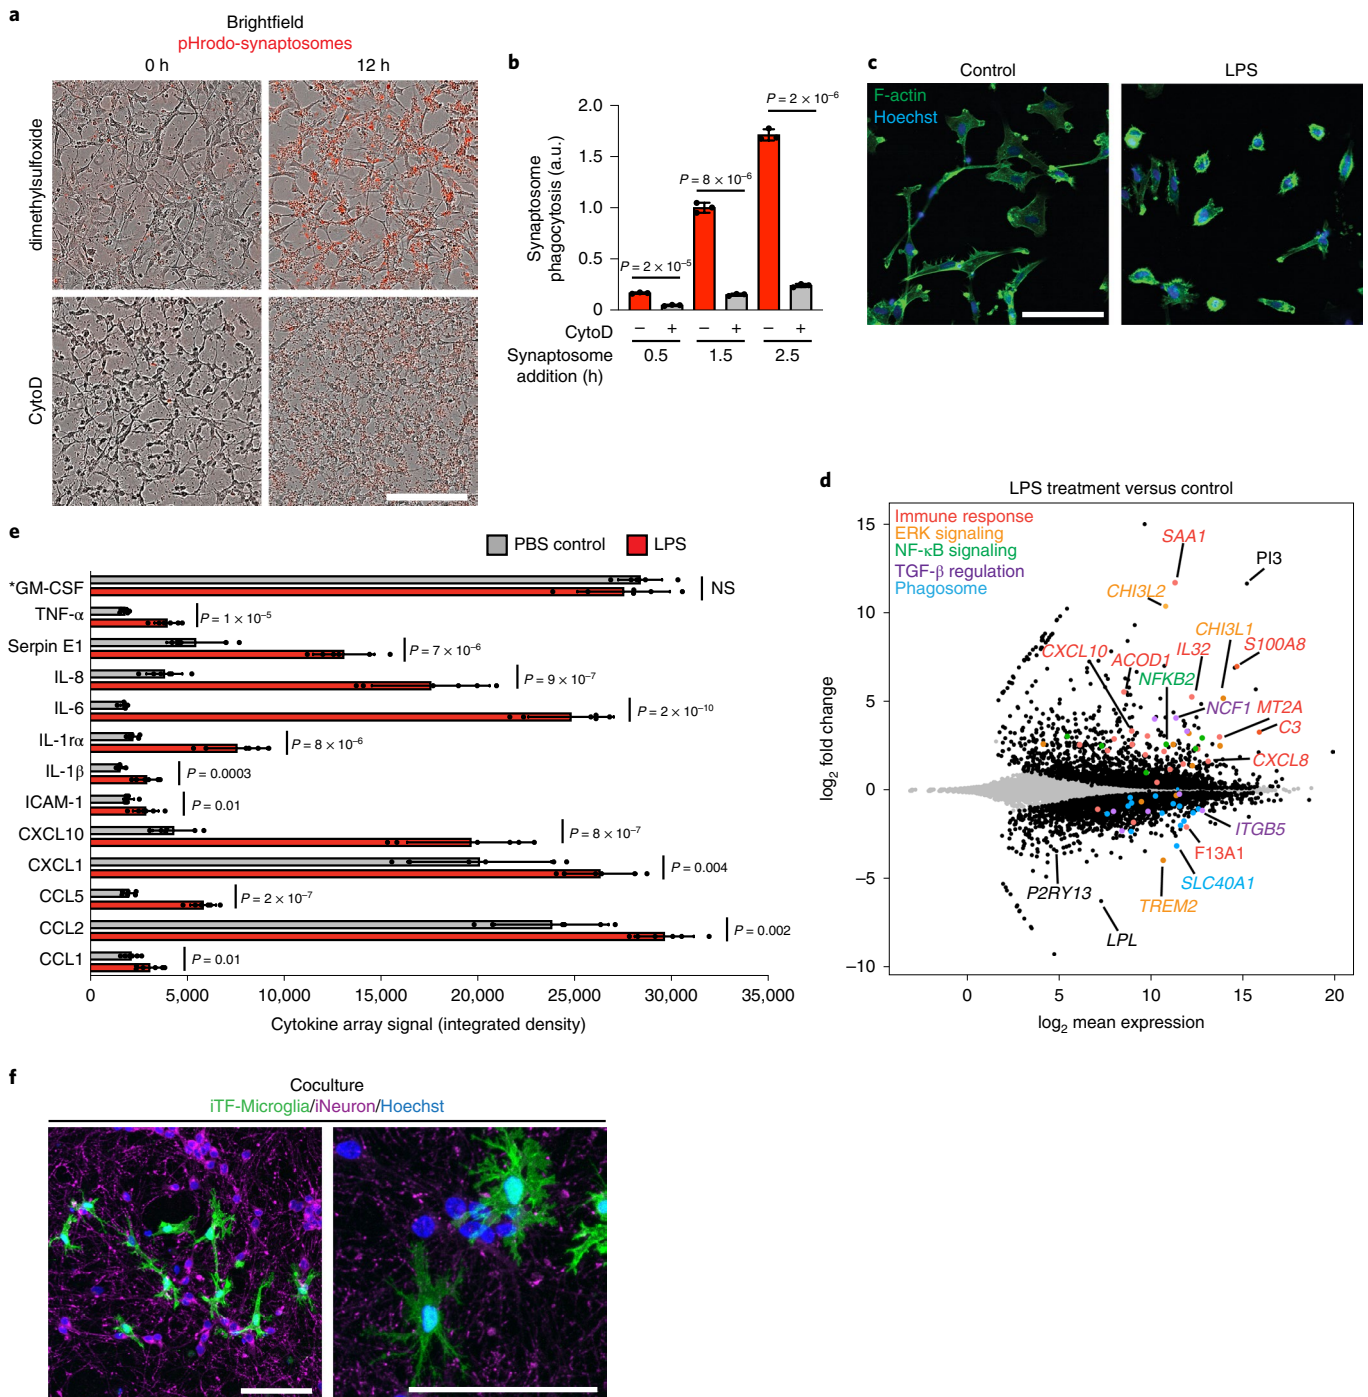 a
Brightfield
pHrodo-synaptosomes
0 h
12 h
dimethylsulfoxide
CytoD
b
Synaptosome
phagocytosis (a.u.)
2.0
1.5
1.0
0.5
0
P = 2 × 10⁻⁵
P = 8 × 10⁻⁶
P = 2 × 10⁻⁶
CytoD
– + – + – +
Synaptosome
addition (h)
0.5 1.5 2.5
c
Control
LPS
F-actin
Hoechst
d
LPS treatment versus control
Immune response
ERK signaling
NF-κB signaling
TGF-β regulation
Phagosome
SAA1
PI3
CHI3L2
CHI3L1
CXCL10
ACOD1
IL32
S100A8
NFKB2
NCF1
MT2A
C3
CXCL8
ITGB5
F13A1
P2RY13
SLC40A1
TREM2
LPL
log₂ fold change
15
10
5
0
−5
−10
0 5 10 15 20
log₂ mean expression
e
PBS control
LPS
*GM-CSF
NS
TNF-α
P = 1 × 10⁻⁵
Serpin E1
P = 7 × 10⁻⁶
IL-8
P = 9 × 10⁻⁷
IL-6
P = 2 × 10⁻¹⁰
IL-1rα
P = 8 × 10⁻⁶
IL-1β
P = 0.0003
ICAM-1
P = 0.01
CXCL10
P = 8 × 10⁻⁷
CXCL1
P = 0.004
CCL5
P = 2 × 10⁻⁷
CCL2
P = 0.002
CCL1
P = 0.01
0 5,000 10,000 15,000 20,000 25,000 30,000 35,000
Cytokine array signal (integrated density)
f
Coculture
iTF-Microglia/iNeuron/Hoechst